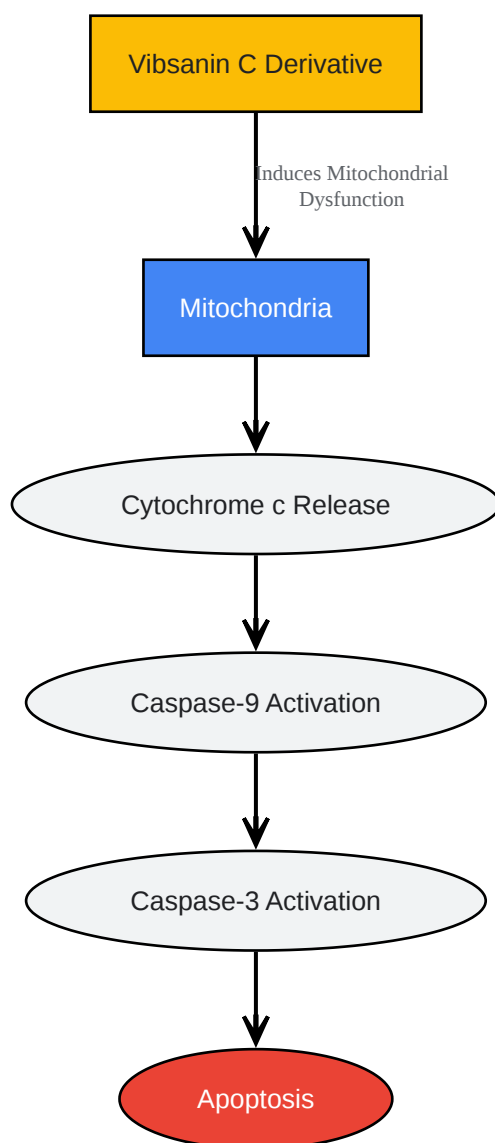 Vibsanin C Derivative
Induces Mitochondrial
Dysfunction
Mitochondria
Cytochrome c Release
Caspase-9 Activation
Caspase-3 Activation
Apoptosis